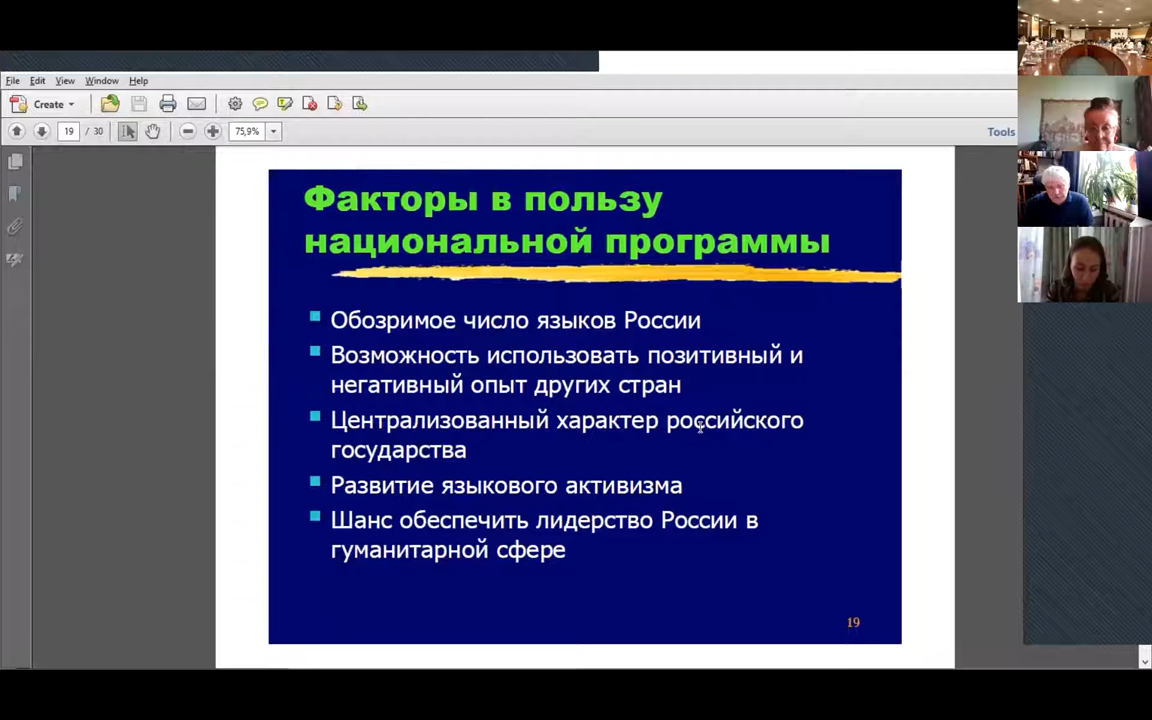 File Edit View Window Help
Create
19 / 30 75,9% Tools
Факторы в пользу
национальной программы
Обозримое число языков России
Возможность использовать позитивный и
негативный опыт других стран
Централизованный характер российского
государства
Развитие языкового активизма
Шанс обеспечить лидерство России в
гуманитарной сфере
19